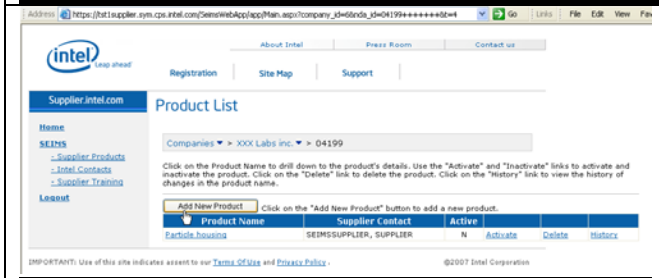 Address https://tst1supplier.sym.cps.intel.com/SeimsWebApp/app/Main.aspx?company_id=6&nda_id=04199+++++++&t=4 Go Links File Edit View Fav
About Intel Press Room Contact us
intel Leap ahead
Registration Site Map Support
Supplier.intel.com
Product List
Home
SEIMS
- Supplier Products
- Intel Contacts
- Supplier Training
Logout
Companies > XXX Labs inc. > 04199
Click on the Product Name to drill down to the product's details. Use the "Activate" and "Inactivate" links to activate and
inactivate the product. Click on the "Delete" link to delete the product. Click on the "History" link to view the history of
changes in the product name.
Add New Product Click on the "Add New Product" button to add a new product.
Product Name Supplier Contact Active
Particle housing SEIMSSUPPLIER, SUPPLIER N Activate Delete History
IMPORTANT: Use of this site indicates assent to our Terms Of Use and Privacy Policy. ©2007 Intel Corporation